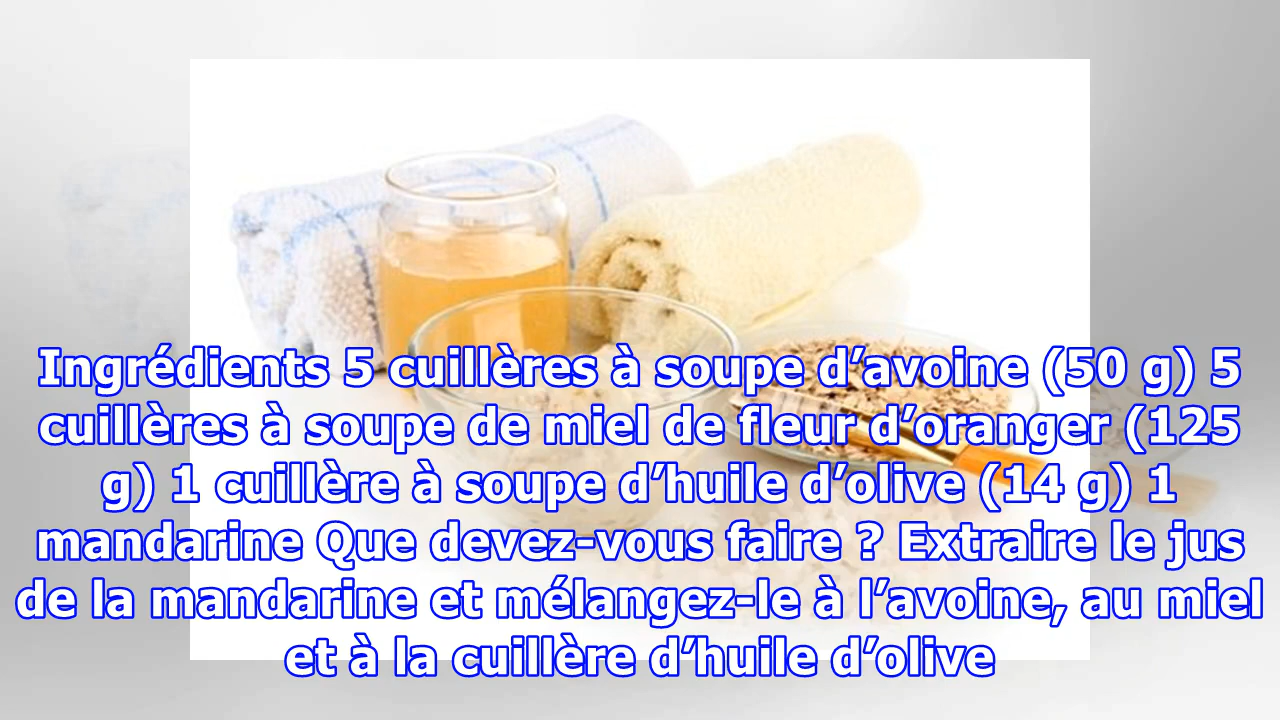 Ingrédients 5 cuillères à soupe d’avoine (50 g) 5
cuillères à soupe de miel de fleur d’oranger (125
g) 1 cuillère à soupe d’huile d’olive (14 g) 1
mandarine Que devez-vous faire ? Extraire le jus
de la mandarine et mélangez-le à l’avoine, au miel
et à la cuillère d’huile d’olive